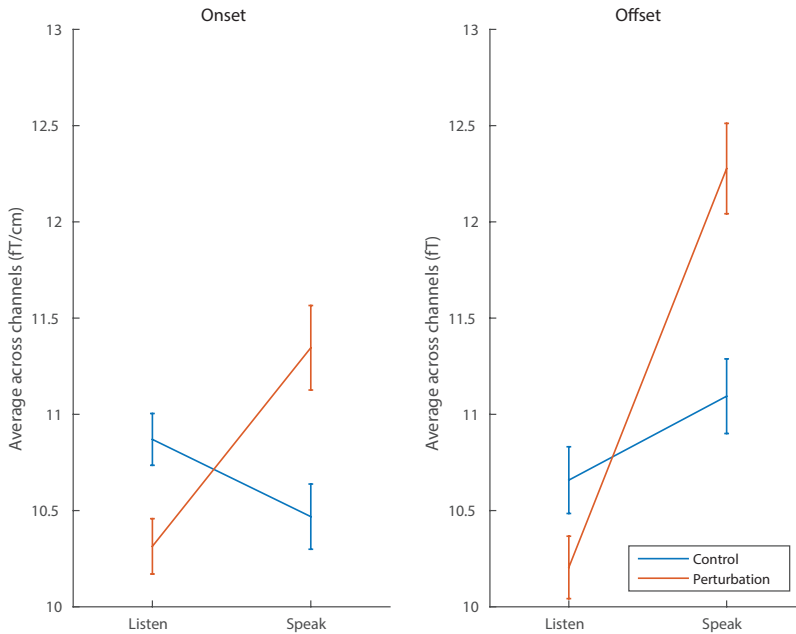 Onset
Average across channels (fT/cm)
13
12.5
12
11.5
11
10.5
10
Listen
Speak
Offset
Average across channels (fT)
13
12.5
12
11.5
11
10.5
10
Listen
Speak
Control
Perturbation